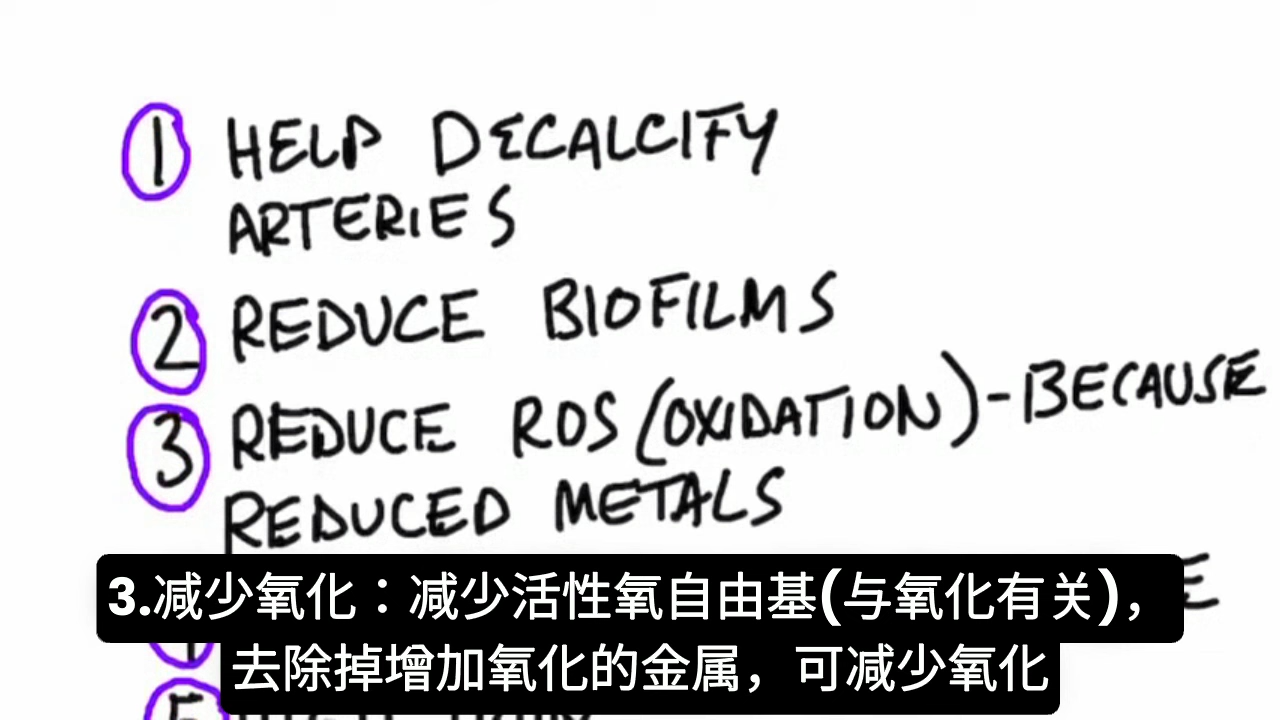 ① HELP DECALCIFY
ARTERIES
② REDUCE BIOFILMS
③ REDUCE ROS (OXIDATION) - BECAUSE
REDUCED METALS
3.减少氧化：减少活性氧自由基(与氧化有关)，
去除掉增加氧化的金属，可减少氧化